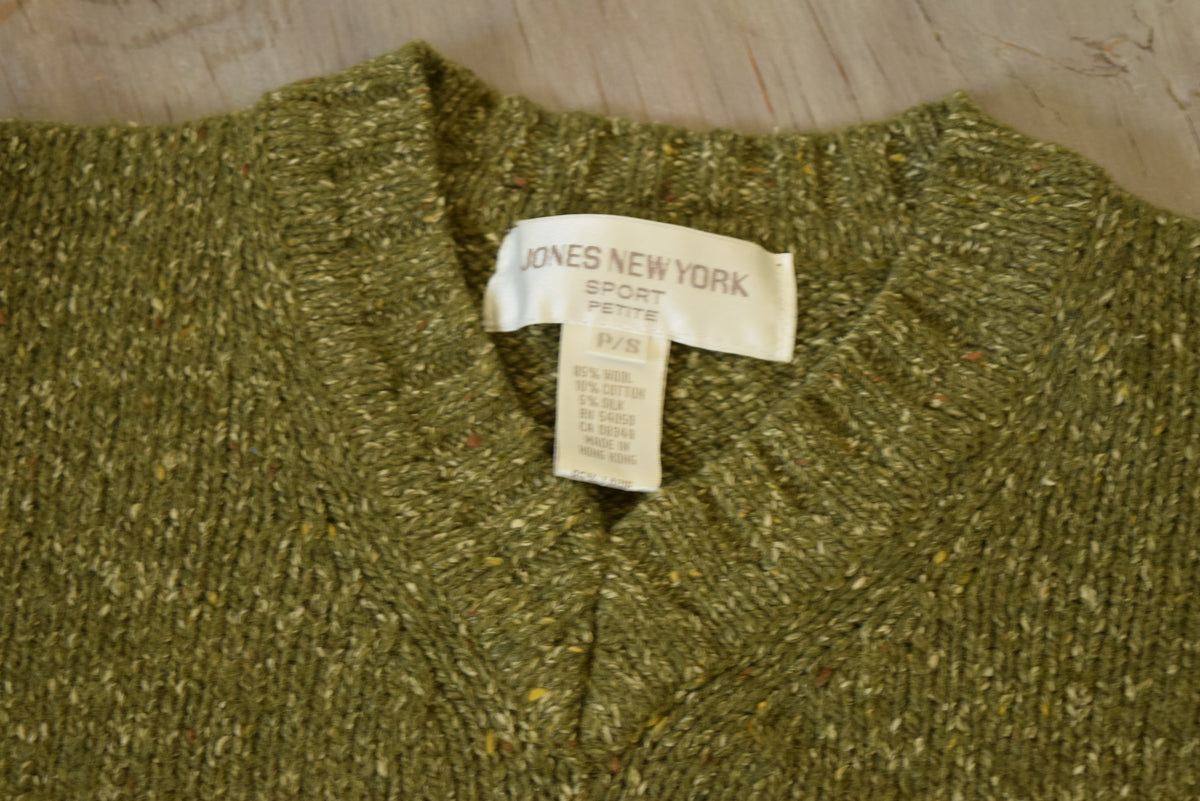 JONES NEW YORK
SPORT
PETITE
P/S
85% WOOL
10% COTTON
5% SILK
RN 54050
CA 08348
MADE IN
HONG KONG